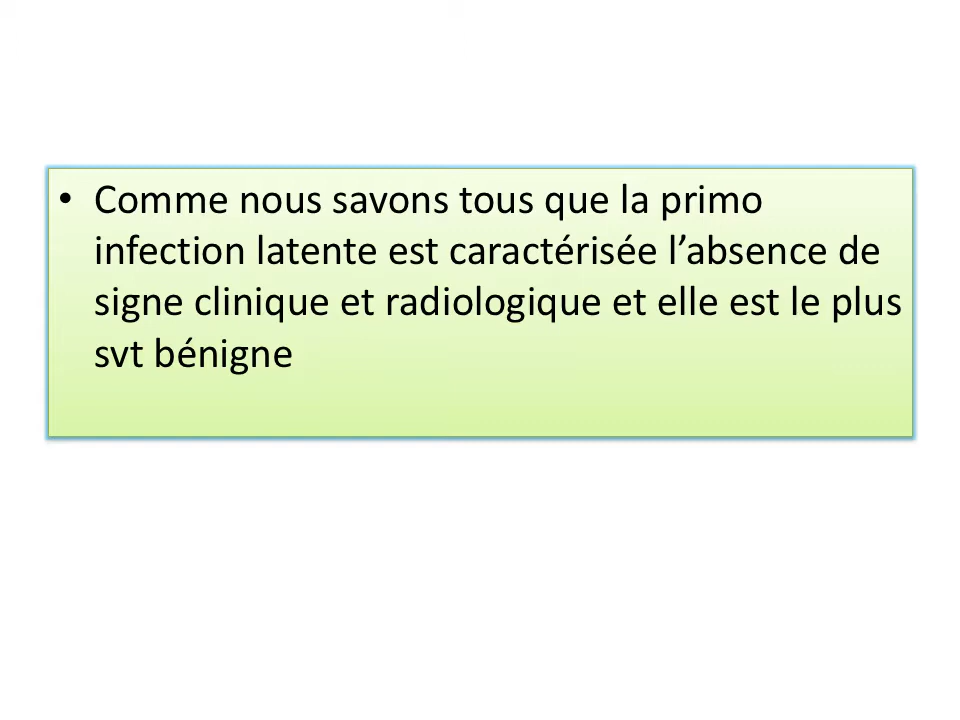 • Comme nous savons tous que la primo
infection latente est caractérisée l’absence de
signe clinique et radiologique et elle est le plus
svt bénigne